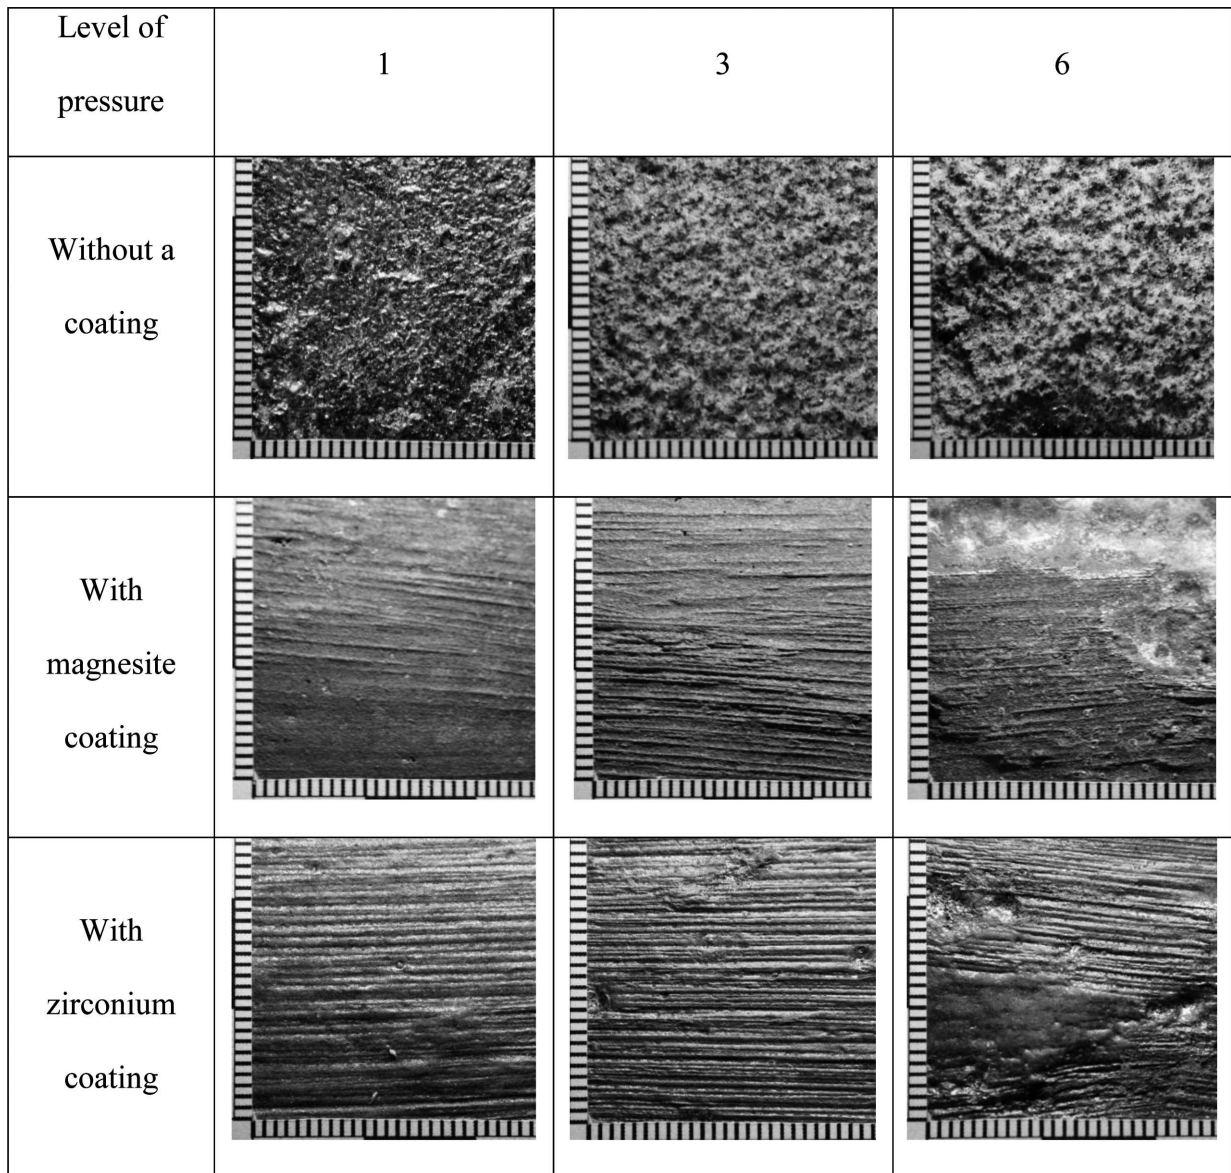 Level of
pressure
1
3
6
Without a
coating
With
magnesite
coating
With
zirconium
coating